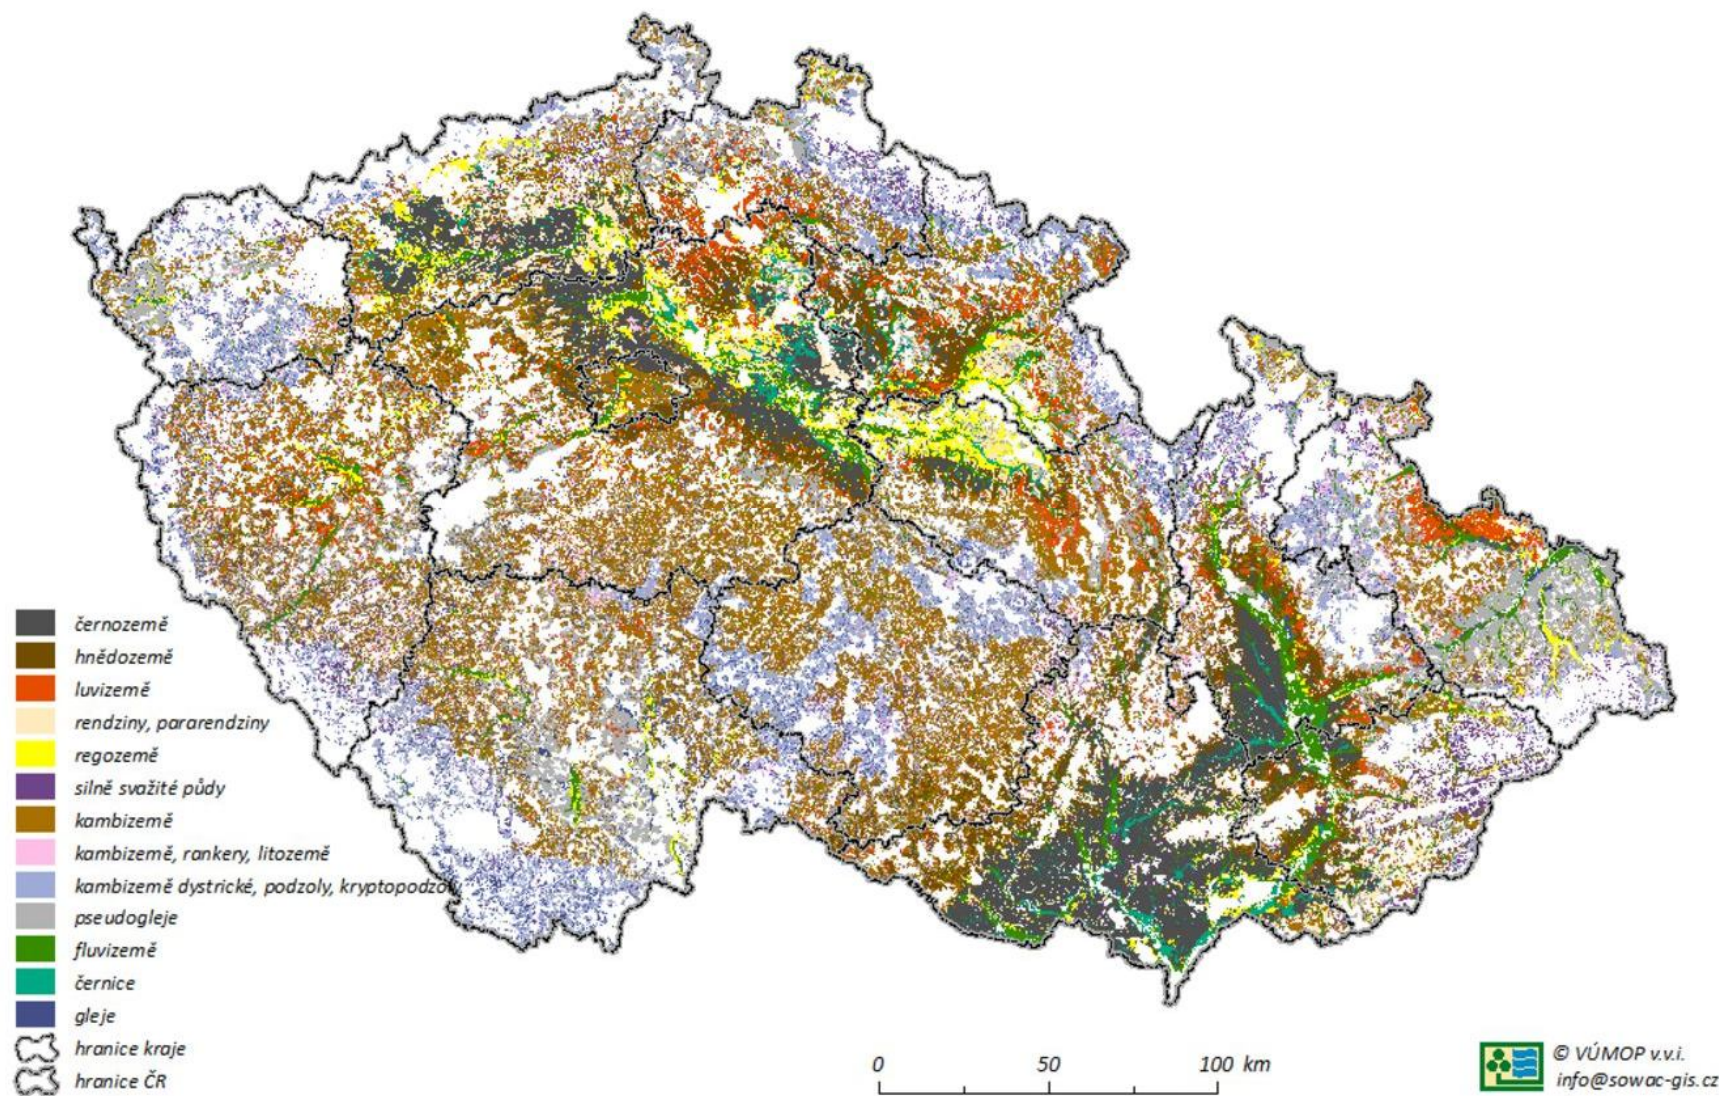 černozemě
hnědozemě
luvizemě
rendziny, pararendziny
regozemě
silně svažité půdy
kambizemě
kambizemě, rankery, litozemě
kambizemě dystrické, podzoly, kryptopodzoly
pseudogleje
fluvizemě
černice
gleje
hranice kraje
hranice ČR
0 50 100 km
© VÚMOP v.v.i.
info@sowac-gis.cz